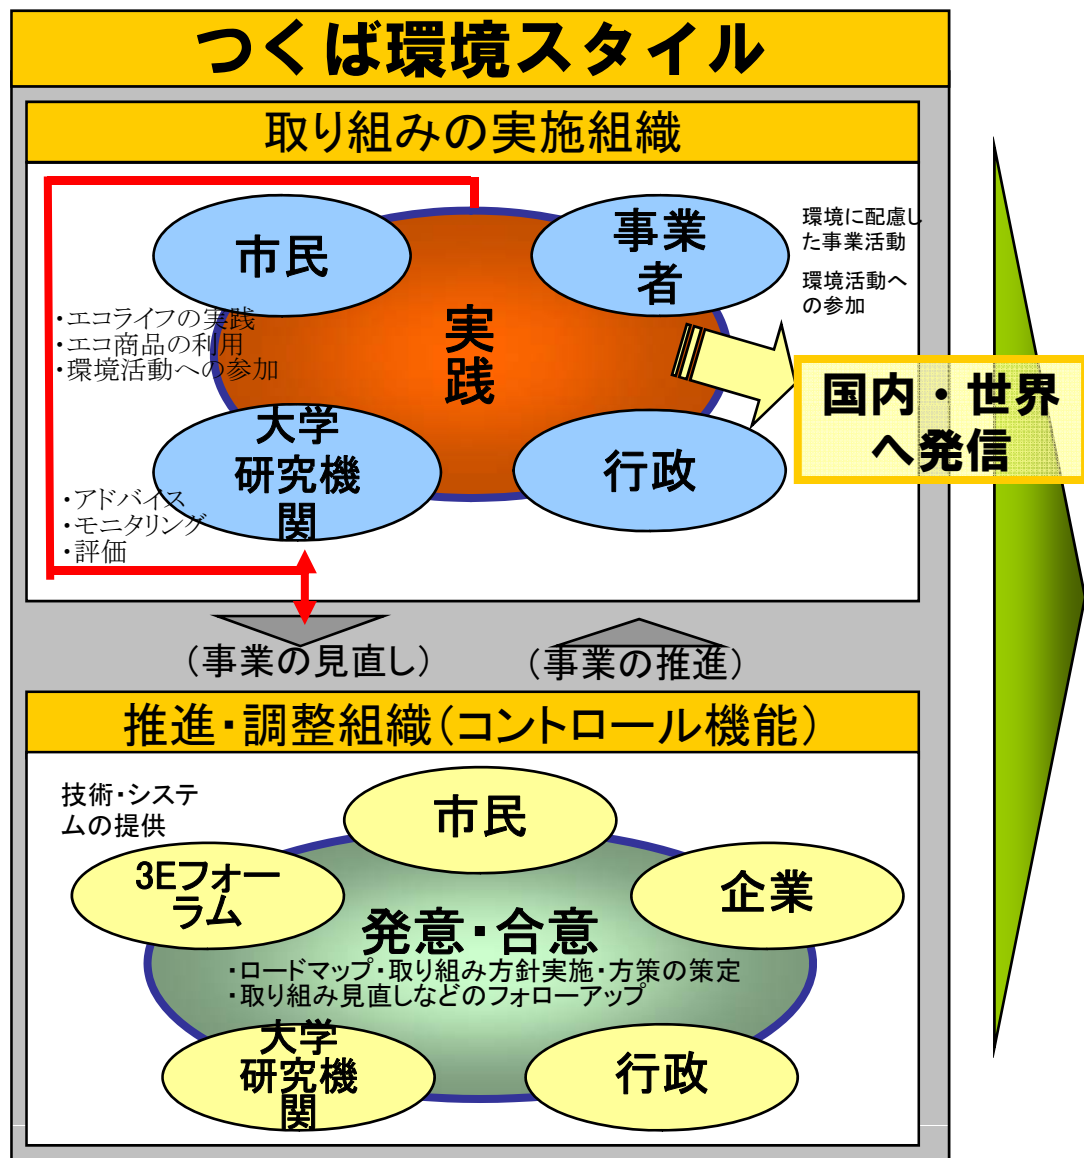 つくば環境スタイル
取り組みの実施組織
市民
事業
者
環境に配慮し
た事業活動
環境活動へ
の参加
・エコライフの実践
・エコ商品の利用
・環境活動への参加
実
践
国内・世界
へ発信
大学
研究機
関
行政
・アドバイス
・モニタリング
・評価
(事業の見直し)
(事業の推進)
推進・調整組織(コントロール機能)
技術・システ
ムの提供
市民
3Eフォー
ラム
企業
発意・合意
・ロードマップ・取り組み方針実施・方策の策定
・取り組み見直しなどのフォローアップ
大学
研究機
関
行政